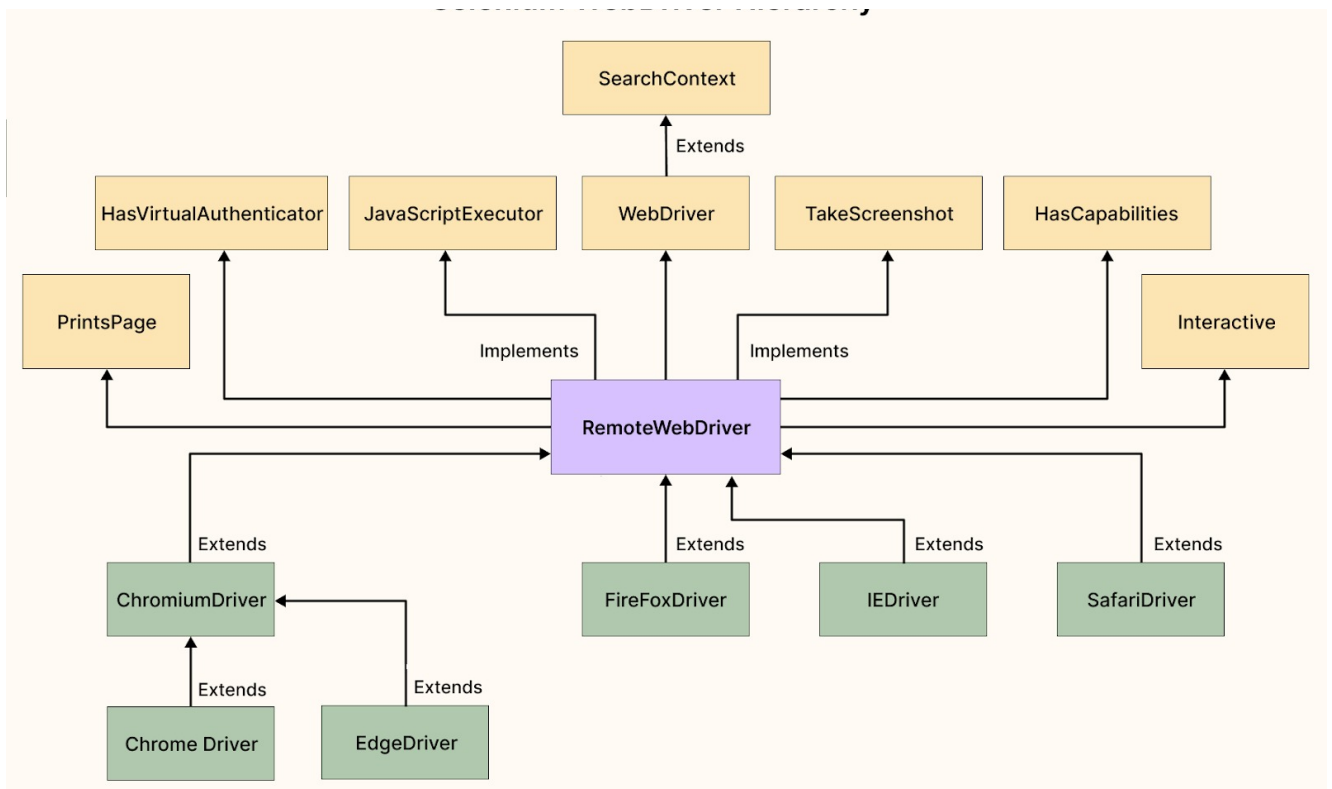 SearchContext
Extends
HasVirtualAuthenticator
JavaScriptExecutor
WebDriver
TakeScreenshot
HasCapabilities
PrintsPage
Interactive
Implements
Implements
RemoteWebDriver
Extends
Extends
Extends
Extends
ChromiumDriver
FireFoxDriver
IEDriver
SafariDriver
Extends
Extends
Chrome Driver
EdgeDriver